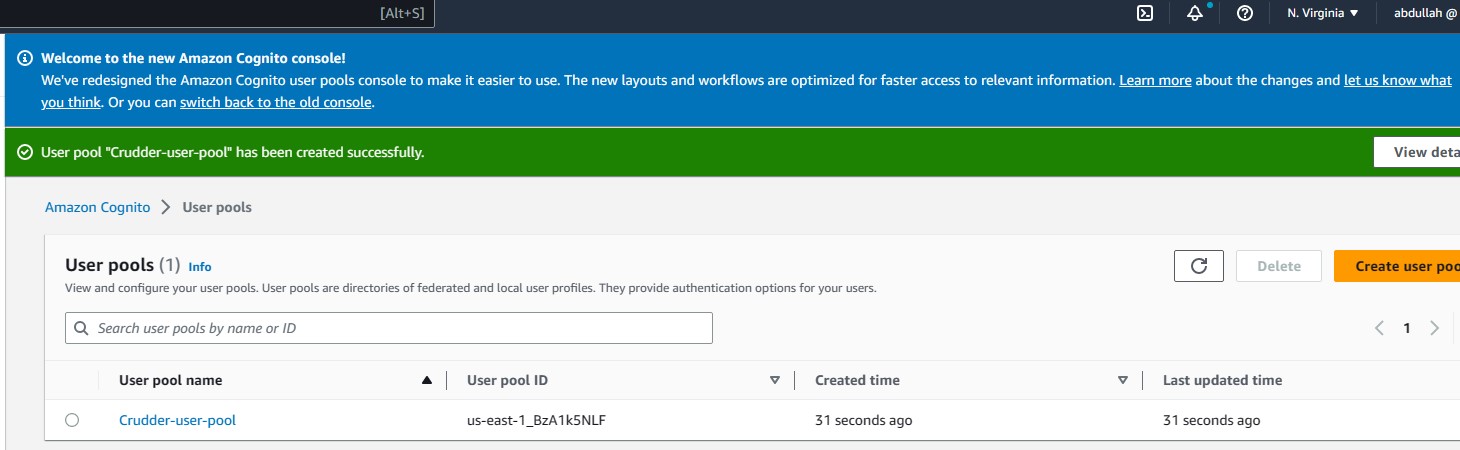 [Alt+S]
N. Virginia
abdullah @
Welcome to the new Amazon Cognito console!
We've redesigned the Amazon Cognito user pools console to make it easier to use. The new layouts and workflows are optimized for faster access to relevant information. Learn more about the changes and let us know what
you think. Or you can switch back to the old console.
User pool "Crudder-user-pool" has been created successfully.
View deta
Amazon Cognito
User pools
User pools (1) Info
Delete
Create user poo
View and configure your user pools. User pools are directories of federated and local user profiles. They provide authentication options for your users.
Search user pools by name or ID
1
User pool name
User pool ID
Created time
Last updated time
Crudder-user-pool
us-east-1_BzA1k5NLF
31 seconds ago
31 seconds ago